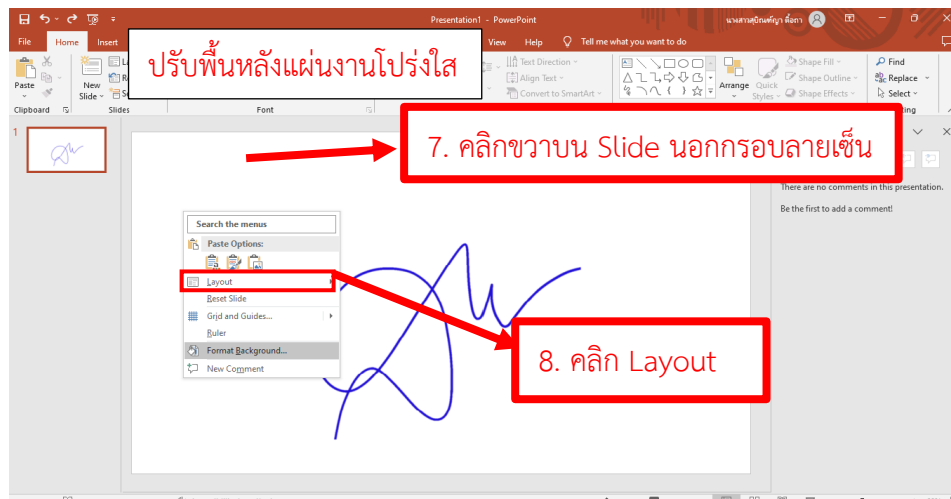 Presentation1 - PowerPoint
File Home Insert View Help Tell me what you want to do
ปรับพื้นหลังแผ่นงานโปร่งใส
Paste
New
Slide
Text Direction
Align Text
Convert to SmartArt
Arrange
Quick
Styles
Shape Fill
Shape Outline
Shape Effects
Find
Replace
Select
Clipboard Slides Font
7. คลิกขวาบน Slide นอกกรอบลายเซ็น
1
There are no comments in this presentation.
Be the first to add a comment!
Search the menus
Paste Options:
Layout
Reset Slide
Grid and Guides...
Ruler
Format Background...
New Comment
8. คลิก Layout